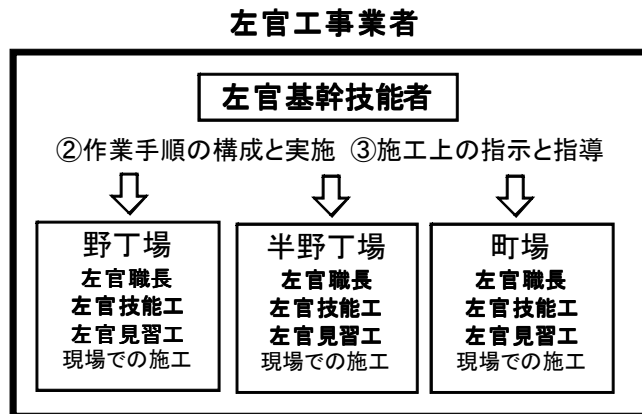 左官工事業者
左官基幹技能者
②作業手順の構成と実施 ③施工上の指示と指導
野丁場
左官職長
左官技能工
左官見習工
現場での施工
半野丁場
左官職長
左官技能工
左官見習工
現場での施工
町場
左官職長
左官技能工
左官見習工
現場での施工